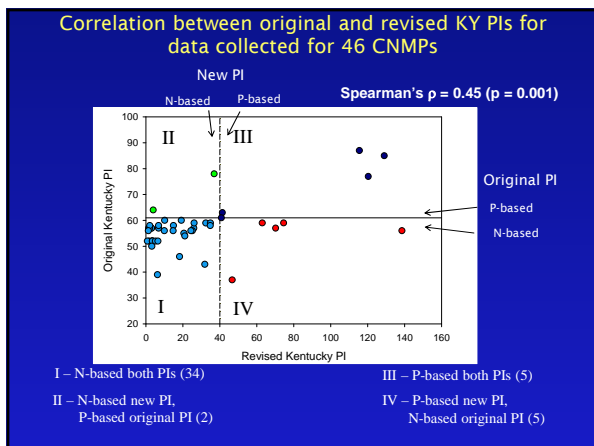 Correlation between original and revised KY PIs for
data collected for 46 CNMPs
New PI
N-based
P-based
Spearman's ρ = 0.45 (p = 0.001)
100
90
80
70
60
50
40
30
20
II
III
I
IV
Original Kentucky PI
Original PI
P-based
N-based
0 20 40 60 80 100 120 140 160
Revised Kentucky PI
I – N-based both PIs (34)
II – N-based new PI,
P-based original PI (2)
III – P-based both PIs (5)
IV – P-based new PI,
N-based original PI (5)